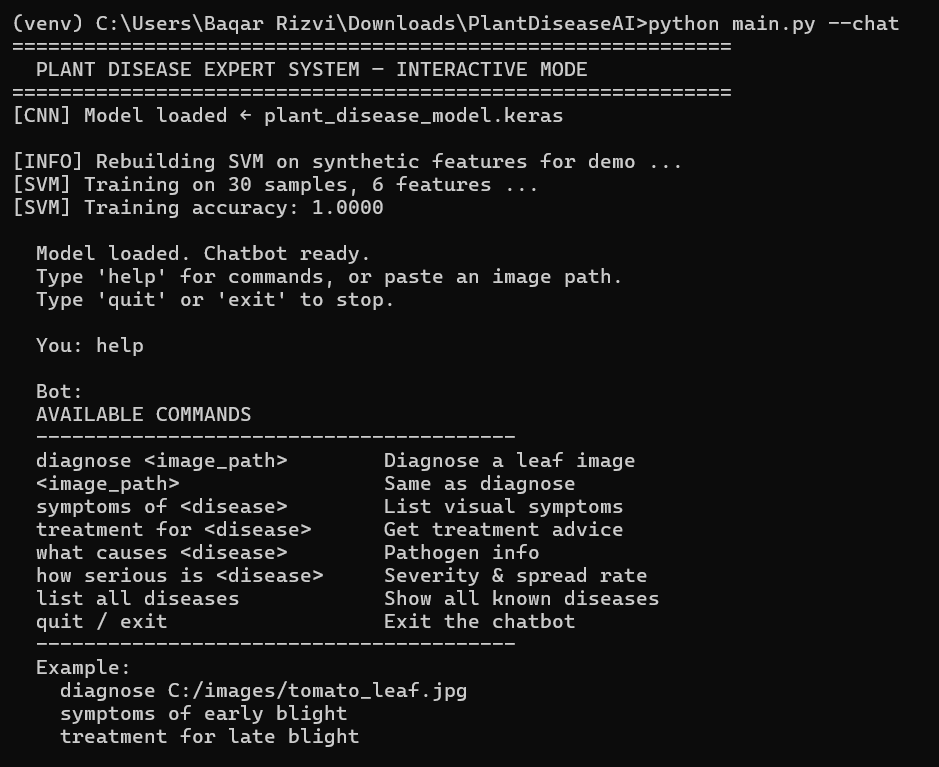 (venv) C:\Users\Baqar Rizvi\Downloads\PlantDiseaseAI>python main.py --chat
============================================================
  PLANT DISEASE EXPERT SYSTEM — INTERACTIVE MODE
============================================================
[CNN] Model loaded ← plant_disease_model.keras

[INFO] Rebuilding SVM on synthetic features for demo ...
[SVM] Training on 30 samples, 6 features ...
[SVM] Training accuracy: 1.0000

  Model loaded. Chatbot ready.
  Type 'help' for commands, or paste an image path.
  Type 'quit' or 'exit' to stop.

  You: help

  Bot:
  AVAILABLE COMMANDS
  ----------------------------------------
  diagnose <image_path>        Diagnose a leaf image
  <image_path>                 Same as diagnose
  symptoms of <disease>        List visual symptoms
  treatment for <disease>      Get treatment advice
  what causes <disease>        Pathogen info
  how serious is <disease>     Severity & spread rate
  list all diseases            Show all known diseases
  quit / exit                  Exit the chatbot
  ----------------------------------------
  Example:
    diagnose C:/images/tomato_leaf.jpg
    symptoms of early blight
    treatment for late blight